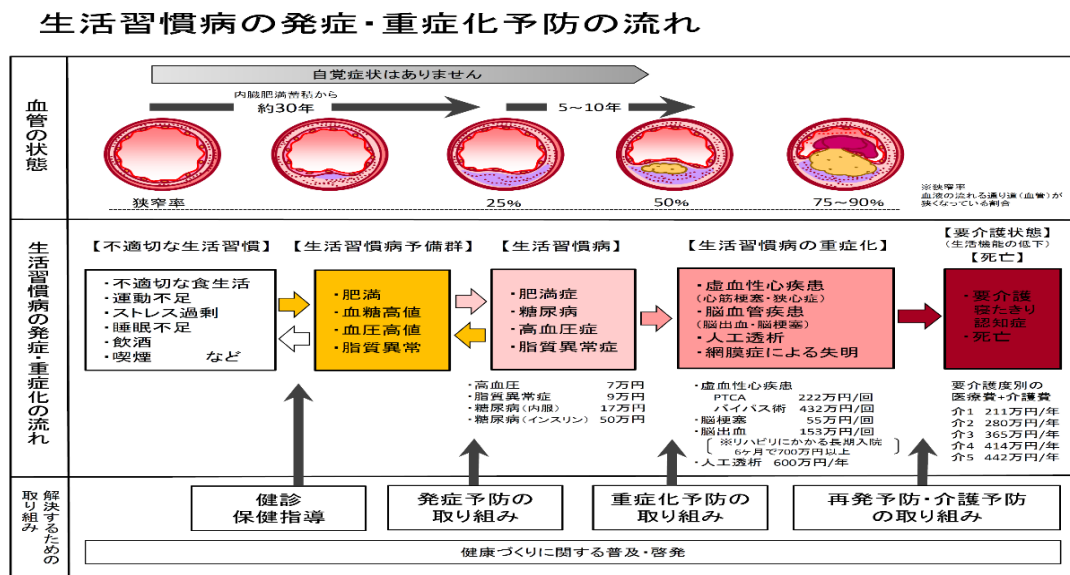 生活習慣病の発症･重症化予防の流れ
血管の状態
自覚症状はありません
内臓肥満蓄積から
約30年
5～10年
狭窄率
25%
50%
75～90%
※狭窄率
血液の流れる通り道(血管)が
狭くなっている割合
生活習慣病の発症･重症化の流れ
【不適切な生活習慣】
･不適切な食生活
･運動不足
･ストレス過剰
･睡眠不足
･飲酒
･喫煙 など
【生活習慣病予備群】
･肥満
･血糖高値
･血圧高値
･脂質異常
【生活習慣病】
･肥満症
･糖尿病
･高血圧症
･脂質異常症
･高血圧 7万円
･脂質異常症 9万円
･糖尿病(内服) 17万円
･糖尿病(インスリン) 50万円
【生活習慣病の重症化】
･虚血性心疾患
(心筋梗塞･狭心症)
･脳血管疾患
(脳出血･脳梗塞)
･人工透析
･網膜症による失明
･虚血性心疾患
PTCA 222万円/回
バイパス術 432万円/回
･脳梗塞 55万円/回
･脳出血 153万円/回
※リハビリにかかる長期入院
6ヶ月で700万円以上
･人工透析 600万円/年
【要介護状態】
(生活機能の低下)
【死亡】
･要介護
寝たきり
認知症
･死亡
要介護度別の
医療費+介護費
介1 211万円/年
介2 280万円/年
介3 365万円/年
介4 414万円/年
介5 442万円/年
解決するための
取り組み
健診
保健指導
発症予防の
取り組み
重症化予防の
取り組み
再発予防･介護予防
の取り組み
健康づくりに関する普及･啓発